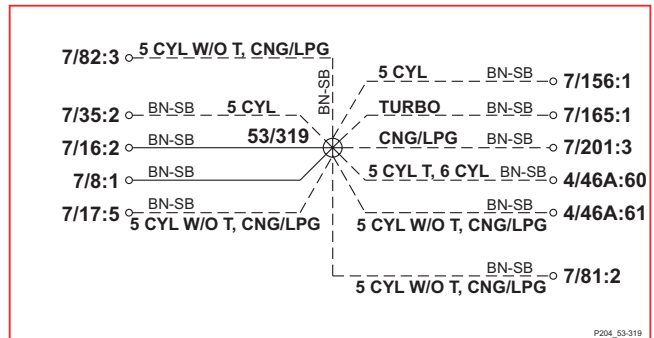 7/82:3 5 CYL W/O T, CNG/LPG
BN-SB
5 CYL BN-SB 7/156:1
7/35:2 BN-SB 5 CYL
TURBO BN-SB 7/165:1
7/16:2 BN-SB 53/319
CNG/LPG BN-SB 7/201:3
7/8:1 BN-SB
5 CYL T, 6 CYL BN-SB 4/46A:60
7/17:5 BN-SB
5 CYL W/O T, CNG/LPG
BN-SB 4/46A:61
5 CYL W/O T, CNG/LPG
BN-SB 7/81:2
5 CYL W/O T, CNG/LPG
P204_53-319